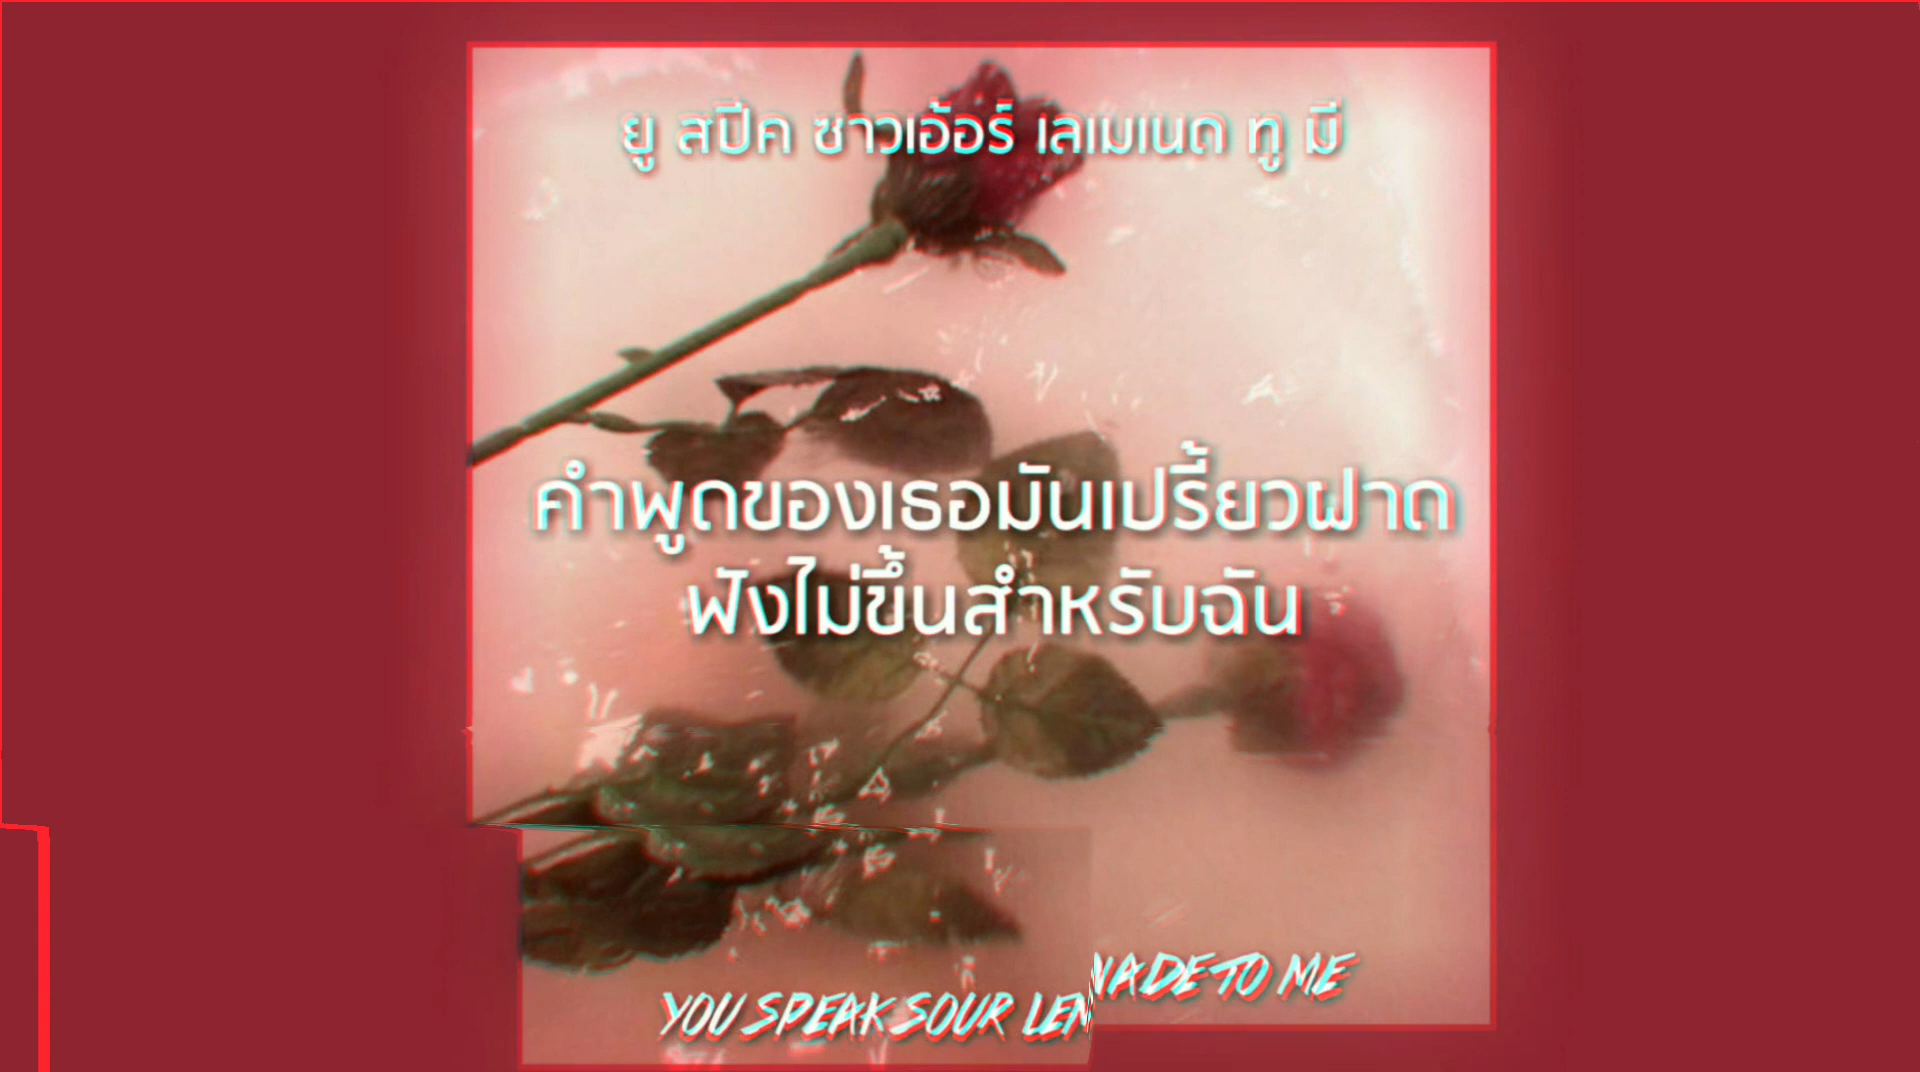 ยู สปีค ซาวเอ้อร์ เลเมเนด ทู มี
คำพูดของเธอมันเปรี้ยวฝาด
ฟังไม่ขึ้นสำหรับฉัน
YOU SPEAK SOUR LEMNADE TO ME